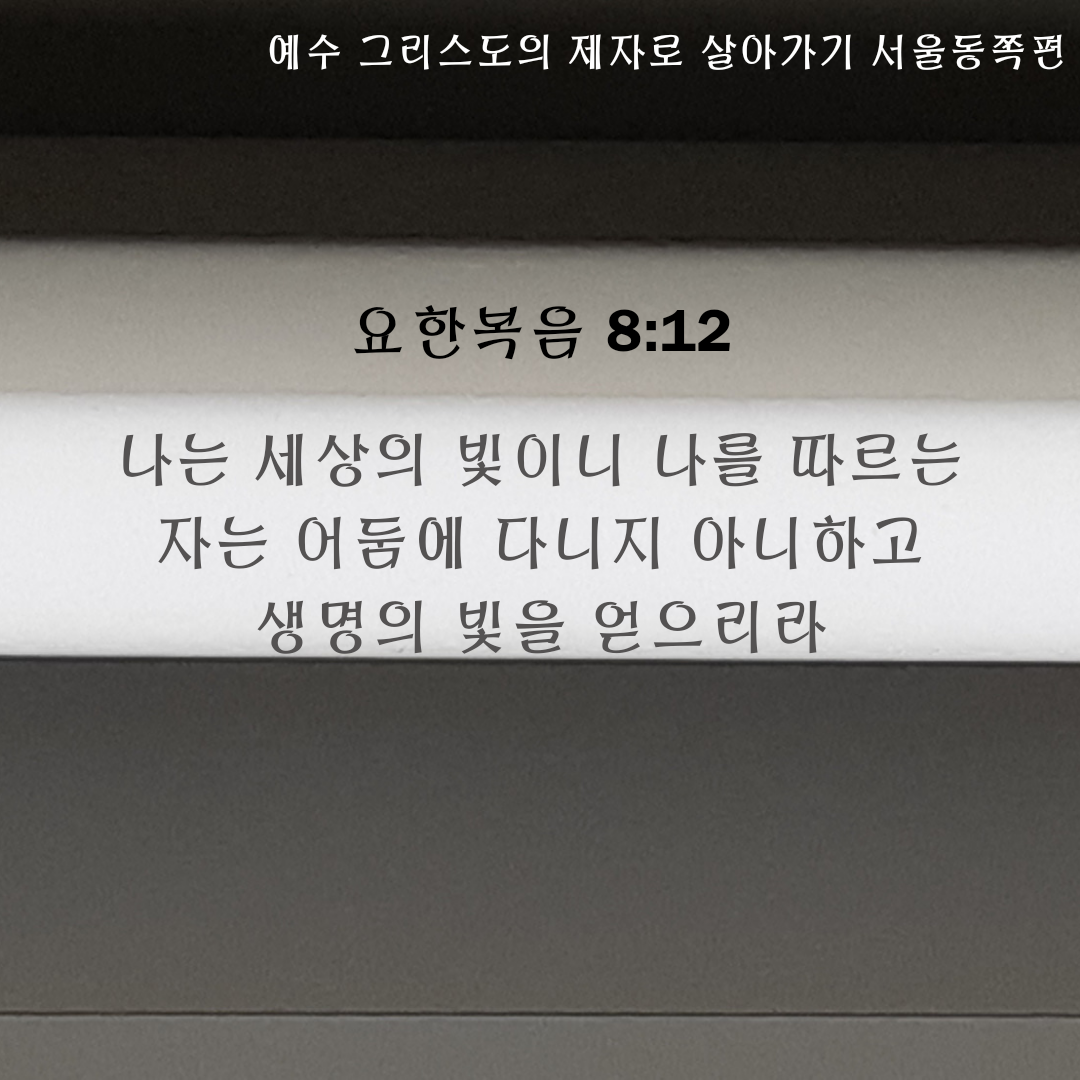 예수 그리스도의 제자로 살아가기 서울동쪽편
요한복음 8:12
나는 세상의 빛이니 나를 따르는
자는 어둠에 다니지 아니하고
생명의 빛을 얻으리라